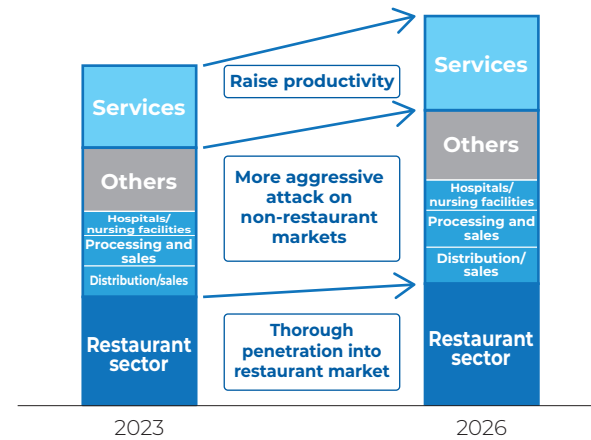 Services
Others
Hospitals/
nursing facilities
Processing and
sales
Distribution/sales
Restaurant
sector
2023
Raise productivity
More aggressive
attack on
non-restaurant
markets
Thorough
penetration into
restaurant market
Services
Others
Hospitals/
nursing facilities
Processing and
sales
Distribution/
sales
Restaurant
sector
2026